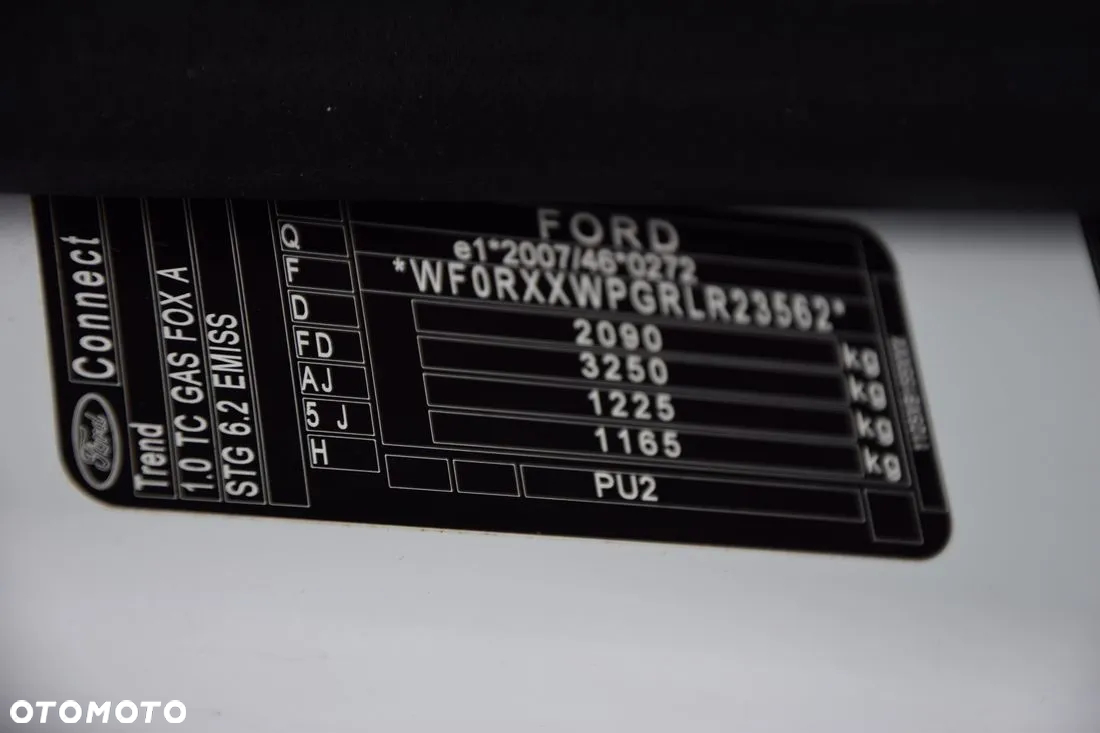 FORD
e1*2007/46*0272
*WF0RXXWPGRLR23562*
2090 kg
3250 kg
1225 kg
1165 kg
PU2
Q
F
D
FD
AJ
5 J
H
Connect
Ford
Trend
1.0 TC GAS FOX A
STG 6.2 EMISS
OTOMOTO